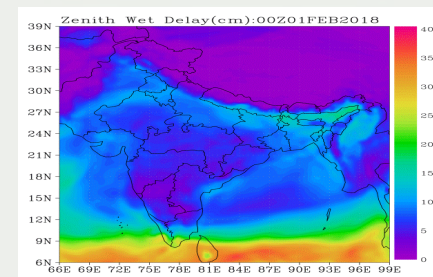 Zenith Wet Delay(cm):00Z01FEB2018
39N
36N
33N
30N
27N
24N
21N
18N
15N
12N
9N
6N
66E 69E 72E 75E 78E 81E 84E 87E 90E 93E 96E 99E
40
35
30
25
20
15
10
5
0